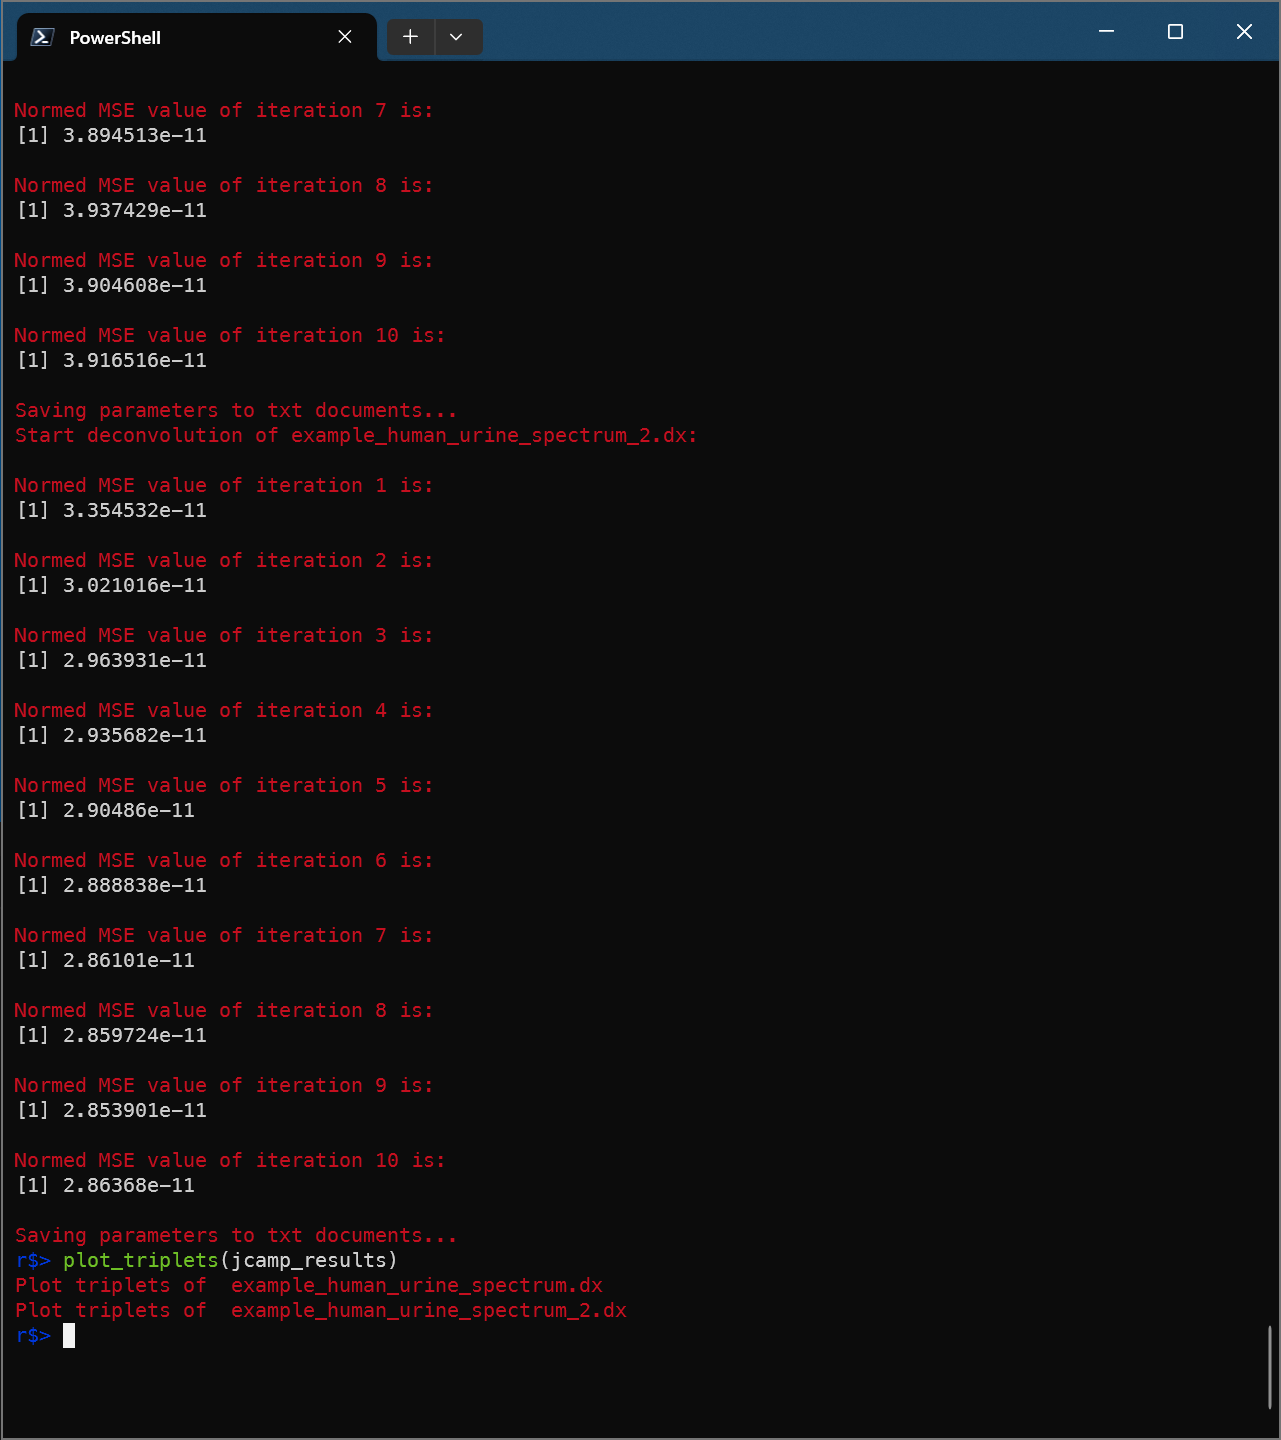 PowerShell
Normed MSE value of iteration 7 is:
[1] 3.894513e-11
Normed MSE value of iteration 8 is:
[1] 3.937429e-11
Normed MSE value of iteration 9 is:
[1] 3.904608e-11
Normed MSE value of iteration 10 is:
[1] 3.916516e-11
Saving parameters to txt documents...
Start deconvolution of example_human_urine_spectrum_2.dx:
Normed MSE value of iteration 1 is:
[1] 3.354532e-11
Normed MSE value of iteration 2 is:
[1] 3.021016e-11
Normed MSE value of iteration 3 is:
[1] 2.963931e-11
Normed MSE value of iteration 4 is:
[1] 2.935682e-11
Normed MSE value of iteration 5 is:
[1] 2.90486e-11
Normed MSE value of iteration 6 is:
[1] 2.888838e-11
Normed MSE value of iteration 7 is:
[1] 2.86101e-11
Normed MSE value of iteration 8 is:
[1] 2.859724e-11
Normed MSE value of iteration 9 is:
[1] 2.853901e-11
Normed MSE value of iteration 10 is:
[1] 2.86368e-11
Saving parameters to txt documents...
r$> plot_triplets(jcamp_results)
Plot triplets of  example_human_urine_spectrum.dx
Plot triplets of  example_human_urine_spectrum_2.dx
r$>